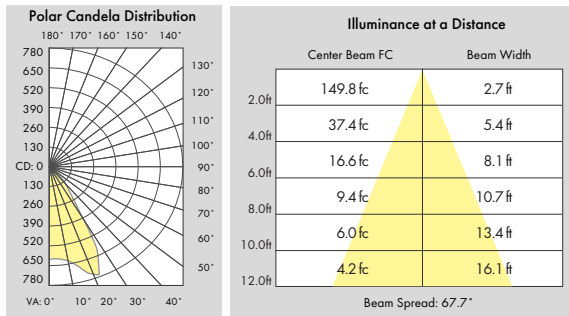 Polar Candela Distribution
180° 170° 160° 150° 140°
780
650
520
390
260
130
CD: 0
130
260
390
520
650
780
130°
120°
110°
100°
90°
80°
70°
60°
50°
VA: 0° 10° 20° 30° 40°
Illuminance at a Distance
Center Beam FC Beam Width
2.0ft 149.8 fc 2.7 ft
4.0ft 37.4 fc 5.4 ft
6.0ft 16.6 fc 8.1 ft
8.0ft 9.4 fc 10.7 ft
10.0ft 6.0 fc 13.4 ft
12.0ft 4.2 fc 16.1 ft
Beam Spread: 67.7°